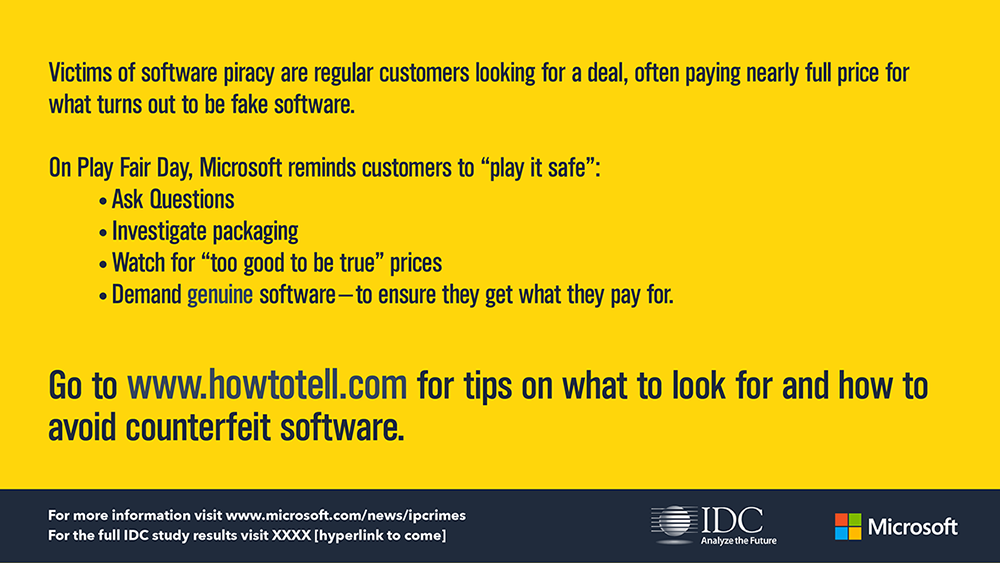 Victims of software piracy are regular customers looking for a deal, often paying nearly full price for
what turns out to be fake software.
On Play Fair Day, Microsoft reminds customers to “play it safe”:
• Ask Questions
• Investigate packaging
• Watch for “too good to be true” prices
• Demand genuine software—to ensure they get what they pay for.
Go to www.howtotell.com for tips on what to look for and how to
avoid counterfeit software.
For more information visit www.microsoft.com/news/ipcrimes
For the full IDC study results visit XXXX [hyperlink to come]
IDC
Analyze the Future
Microsoft